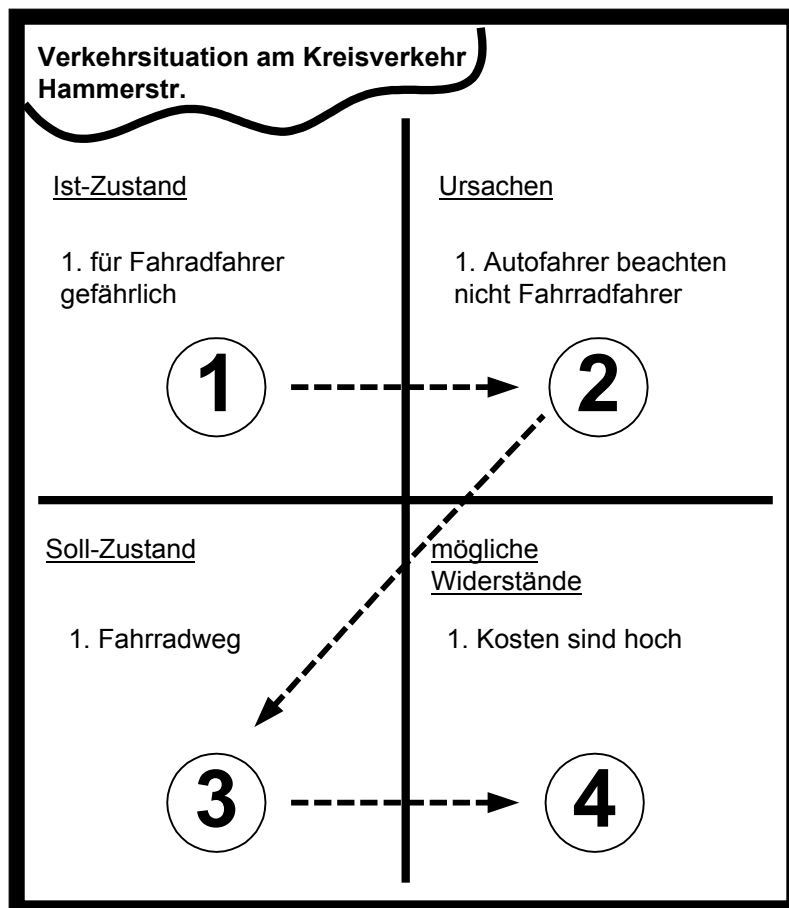 Verkehrsituation am Kreisverkehr
Hammerstr.
Ist-Zustand
1. für Fahradfahrer
gefährlich
1
Ursachen
1. Autofahrer beachten
nicht Fahrradfahrer
2
Soll-Zustand
1. Fahrradweg
3
mögliche
Widerstände
1. Kosten sind hoch
4